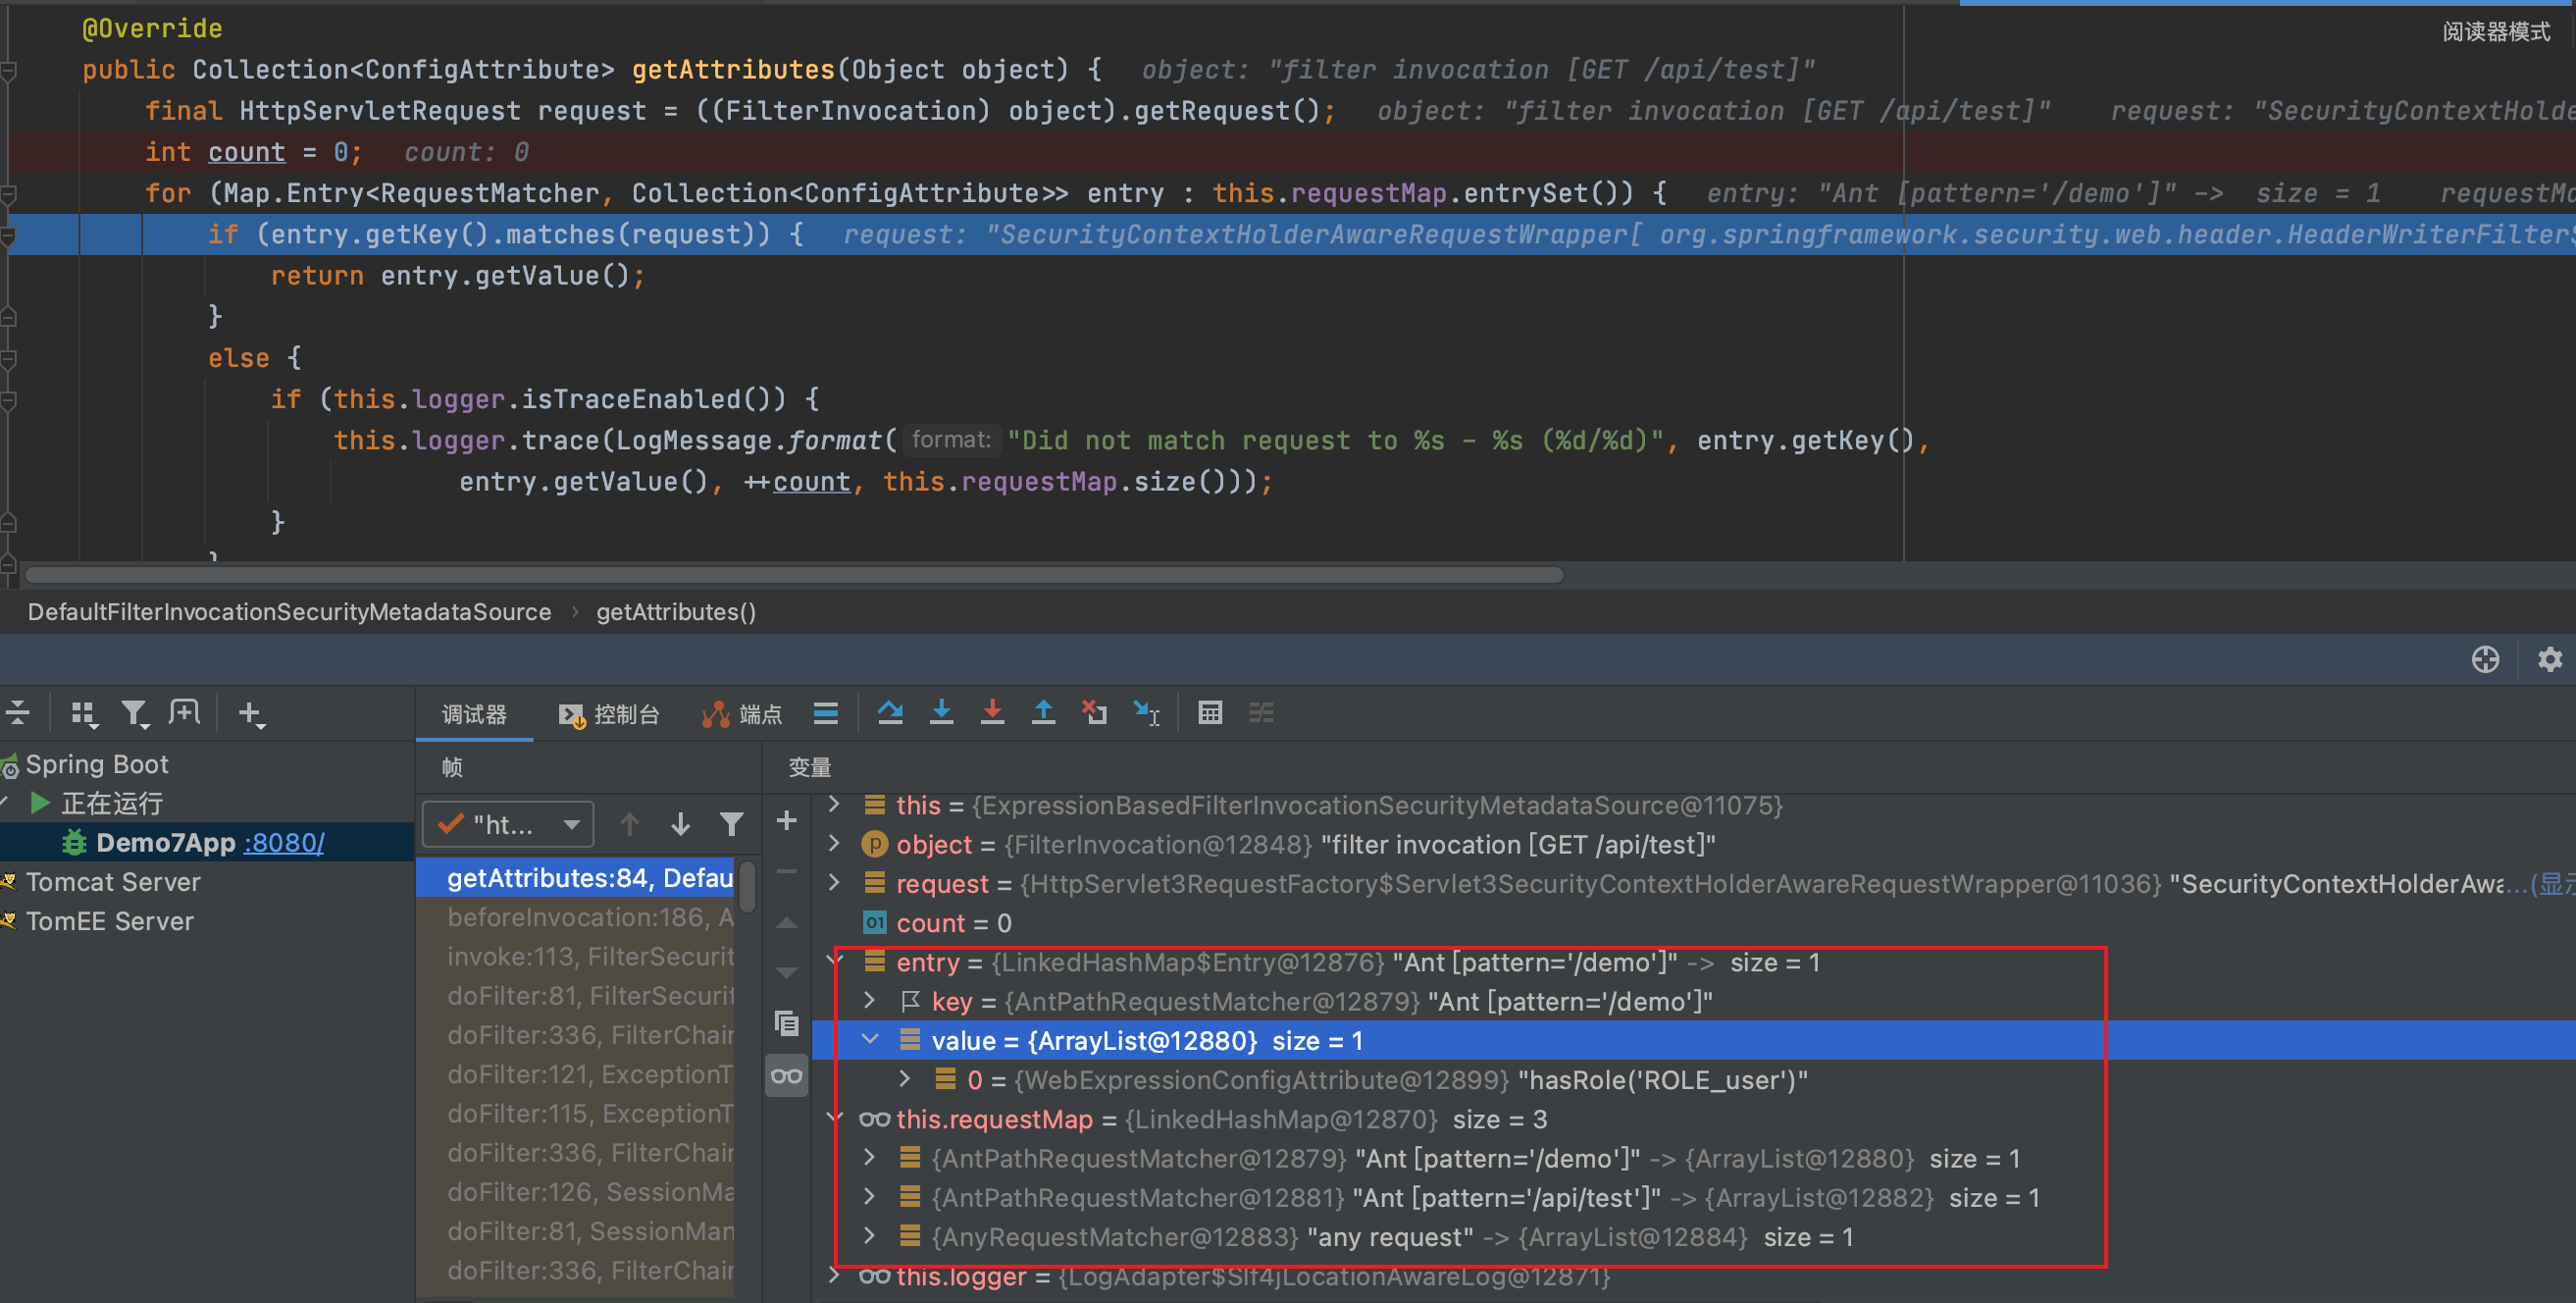 @Override
阅读器模式
public Collection<ConfigAttribute> getAttributes(Object object) { object: "filter invocation [GET /api/test]"
final HttpServletRequest request = ((FilterInvocation) object).getRequest(); object: "filter invocation [GET /api/test]" request: "SecurityContextHolde
int count = 0; count: 0
for (Map.Entry<RequestMatcher, Collection<ConfigAttribute>> entry : this.requestMap.entrySet()) { entry: "Ant [pattern='/demo']" -> size = 1 requestMa
if (entry.getKey().matches(request)) { request: "SecurityContextHolderAwareRequestWrapper[ org.springframework.security.web.header.HeaderWriterFilter$
return entry.getValue();
}
else {
if (this.logger.isTraceEnabled()) {
this.logger.trace(LogMessage.format( format: "Did not match request to %s - %s (%d/%d)", entry.getKey(),
entry.getValue(), ++count, this.requestMap.size()));
}
}
DefaultFilterInvocationSecurityMetadataSource › getAttributes()
调试器 控制台 端点
Spring Boot
正在运行
Demo7App :8080/
Tomcat Server
TomEE Server
帧
"ht...
getAttributes:84, Defau
beforeInvocation:186, A
invoke:113, FilterSecurit
doFilter:81, FilterSecurit
doFilter:336, FilterChair
doFilter:121, ExceptionT
doFilter:115, ExceptionT
doFilter:336, FilterChair
doFilter:126, SessionMa
doFilter:81, SessionMan
doFilter:336, FilterChair
变量
this = {ExpressionBasedFilterInvocationSecurityMetadataSource@11075}
object = {FilterInvocation@12848} "filter invocation [GET /api/test]"
request = {HttpServlet3RequestFactory$Servlet3SecurityContextHolderAwareRequestWrapper@11036} "SecurityContextHolderAwa...(显示
01 count = 0
entry = {LinkedHashMap$Entry@12876} "Ant [pattern='/demo']" -> size = 1
key = {AntPathRequestMatcher@12879} "Ant [pattern='/demo']"
value = {ArrayList@12880} size = 1
0 = {WebExpressionConfigAttribute@12899} "hasRole('ROLE_user')"
this.requestMap = {LinkedHashMap@12870} size = 3
{AntPathRequestMatcher@12879} "Ant [pattern='/demo']" -> {ArrayList@12880} size = 1
{AntPathRequestMatcher@12881} "Ant [pattern='/api/test']" -> {ArrayList@12882} size = 1
{AnyRequestMatcher@12883} "any request" -> {ArrayList@12884} size = 1
this.logger = {LogAdapter$Slf4jLocationAwareLog@12871}